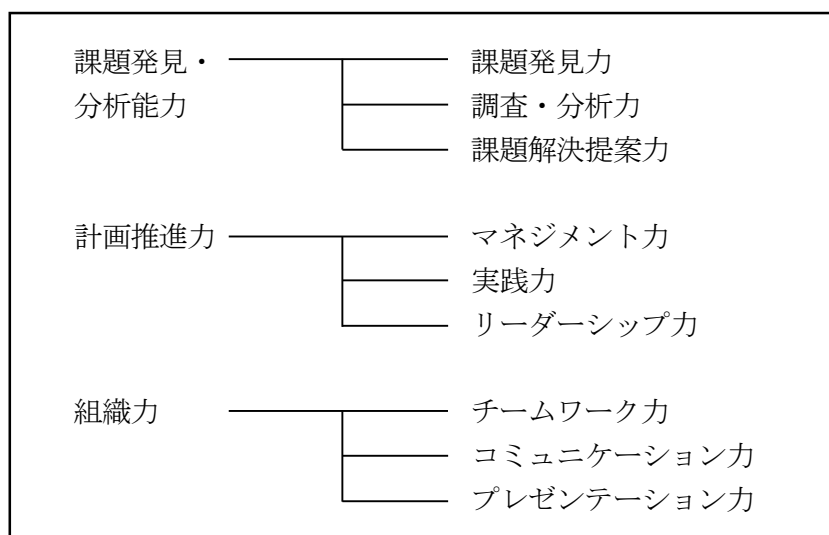 課題発見・
分析能力
課題発見力
調査・分析力
課題解決提案力
計画推進力
マネジメント力
実践力
リーダーシップ力
組織力
チームワーク力
コミュニケーション力
プレゼンテーション力